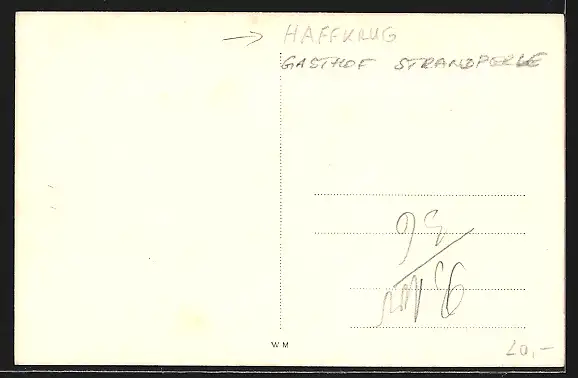 → HAFFKRUG
GASTHOF STRANDPERLE
W M
20,-